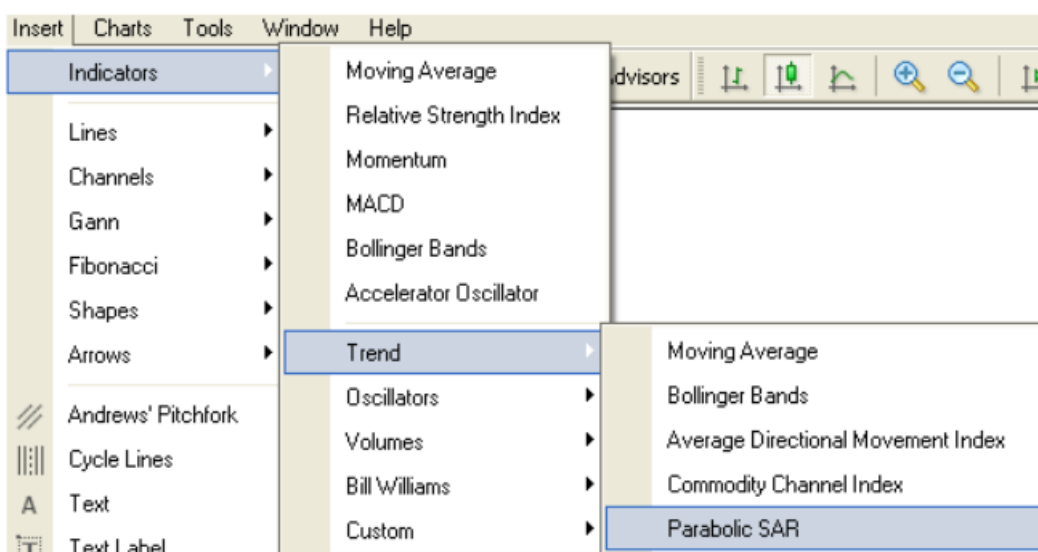 Insert Charts Tools Window Help
Indicators
Lines
Channels
Gann
Fibonacci
Shapes
Arrows
Andrews' Pitchfork
Cycle Lines
A Text
T Text Label
Moving Average
Relative Strength Index
Momentum
MACD
Bollinger Bands
Accelerator Oscillator
Trend
Oscillators
Volumes
Bill Williams
Custom
dvisors
Moving Average
Bollinger Bands
Average Directional Movement Index
Commodity Channel Index
Parabolic SAR